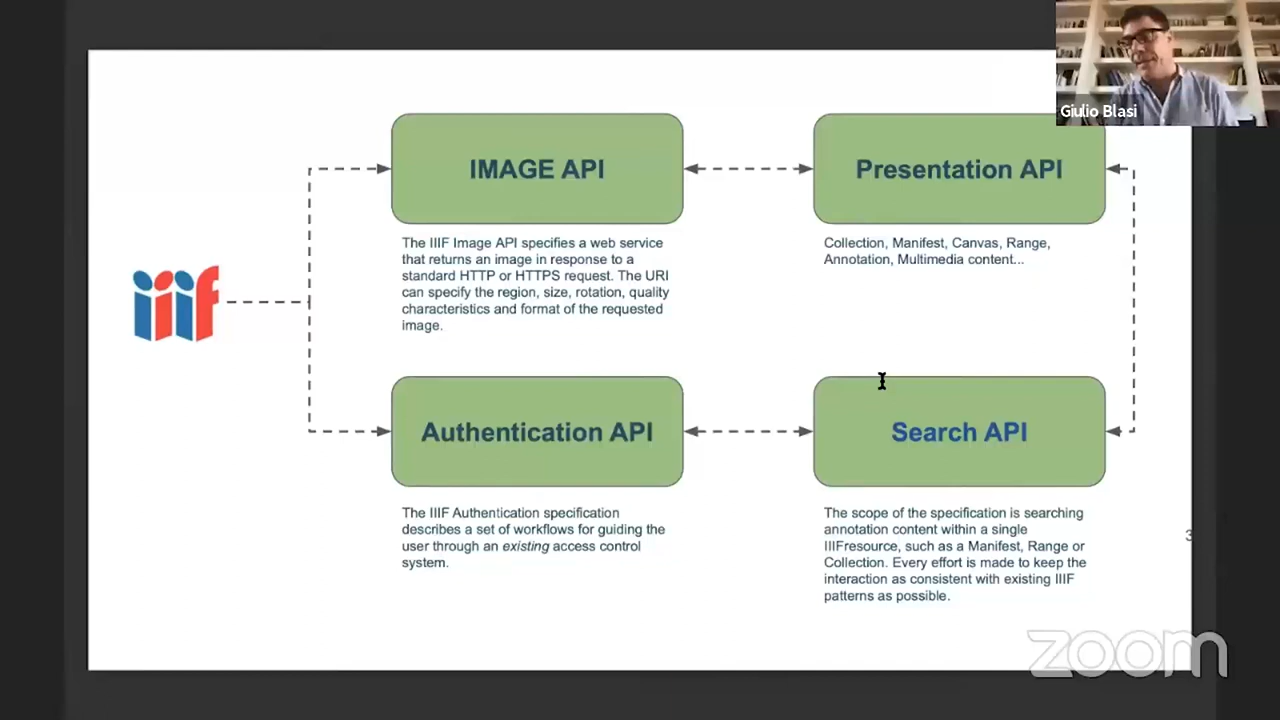 Giulio Blasi
IMAGE API
Presentation API
The IIIF Image API specifies a web service
that returns an image in response to a
standard HTTP or HTTPS request. The URI
can specify the region, size, rotation, quality
characteristics and format of the requested
image.
Collection, Manifest, Canvas, Range,
Annotation, Multimedia content...
iiif
Authentication API
Search API
The IIIF Authentication specification
describes a set of workflows for guiding the
user through an existing access control
system.
The scope of the specification is searching
annotation content within a single
IIIFresource, such as a Manifest, Range or
Collection. Every effort is made to keep the
interaction as consistent with existing IIIF
patterns as possible.
3
zoom